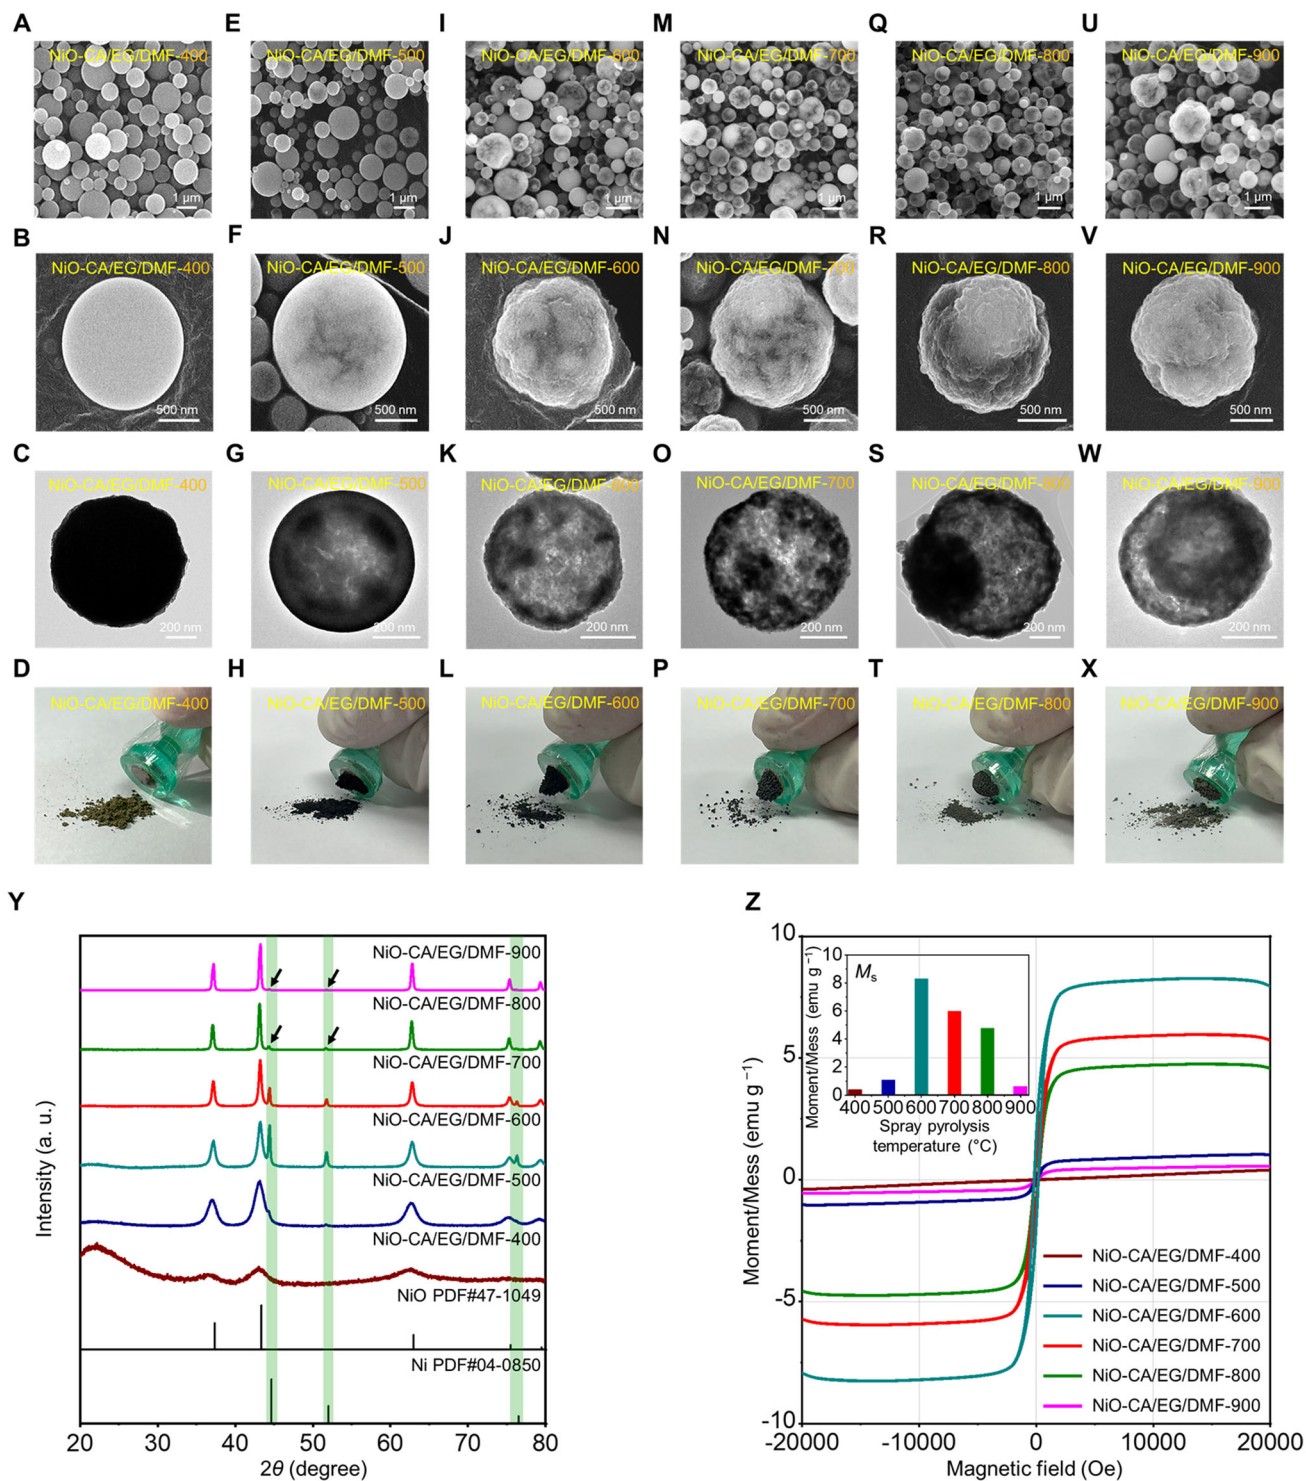 A E I M Q U
NiO-CA/EG/DMF-400 NiO-CA/EG/DMF-500 NiO-CA/EG/DMF-600 NiO-CA/EG/DMF-700 NiO-CA/EG/DMF-800 NiO-CA/EG/DMF-900
1 µm 1 µm 1 µm 1 µm 1 µm 1 µm
B F J N R V
NiO-CA/EG/DMF-400 NiO-CA/EG/DMF-500 NiO-CA/EG/DMF-600 NiO-CA/EG/DMF-700 NiO-CA/EG/DMF-800 NiO-CA/EG/DMF-900
500 nm 500 nm 500 nm 500 nm 500 nm 500 nm
C G K O S W
NiO-CA/EG/DMF-400 NiO-CA/EG/DMF-500 NiO-CA/EG/DMF-600 NiO-CA/EG/DMF-700 NiO-CA/EG/DMF-800 NiO-CA/EG/DMF-900
200 nm 200 nm 200 nm 200 nm 200 nm 200 nm
D H L P T X
NiO-CA/EG/DMF-400 NiO-CA/EG/DMF-500 NiO-CA/EG/DMF-600 NiO-CA/EG/DMF-700 NiO-CA/EG/DMF-800 NiO-CA/EG/DMF-900
Y
Intensity (a. u.)
NiO-CA/EG/DMF-900
NiO-CA/EG/DMF-800
NiO-CA/EG/DMF-700
NiO-CA/EG/DMF-600
NiO-CA/EG/DMF-500
NiO-CA/EG/DMF-400
NiO PDF#47-1049
Ni PDF#04-0850
20 30 40 50 60 70 80
2θ (degree)
Z
Moment/Mess (emu g⁻¹)
10
5
0
-5
-10
Moment/Mess (emu g⁻¹)
Ms
10
8
6
4
2
0
400 500 600 700 800 900
Spray pyrolysis
temperature (°C)
NiO-CA/EG/DMF-400
NiO-CA/EG/DMF-500
NiO-CA/EG/DMF-600
NiO-CA/EG/DMF-700
NiO-CA/EG/DMF-800
NiO-CA/EG/DMF-900
-20000 -10000 0 10000 20000
Magnetic field (Oe)